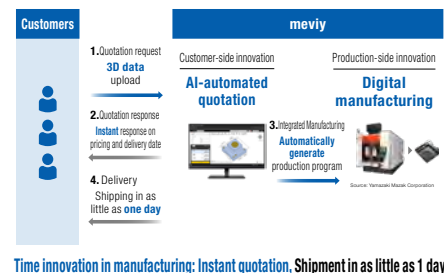 Customers
meviy
1.Quotation request
3D data
upload
2.Quotation response
Instant response on
pricing and delivery date
4. Delivery
Shipping in as
little as one day
Customer-side innovation
AI-automated
quotation
3.Integrated Manufacturing
Automatically
generate
production program
Production-side innovation
Digital
manufacturing
Source: Yamazaki Mazak Corporation
Time innovation in manufacturing: Instant quotation, Shipment in as little as 1 day